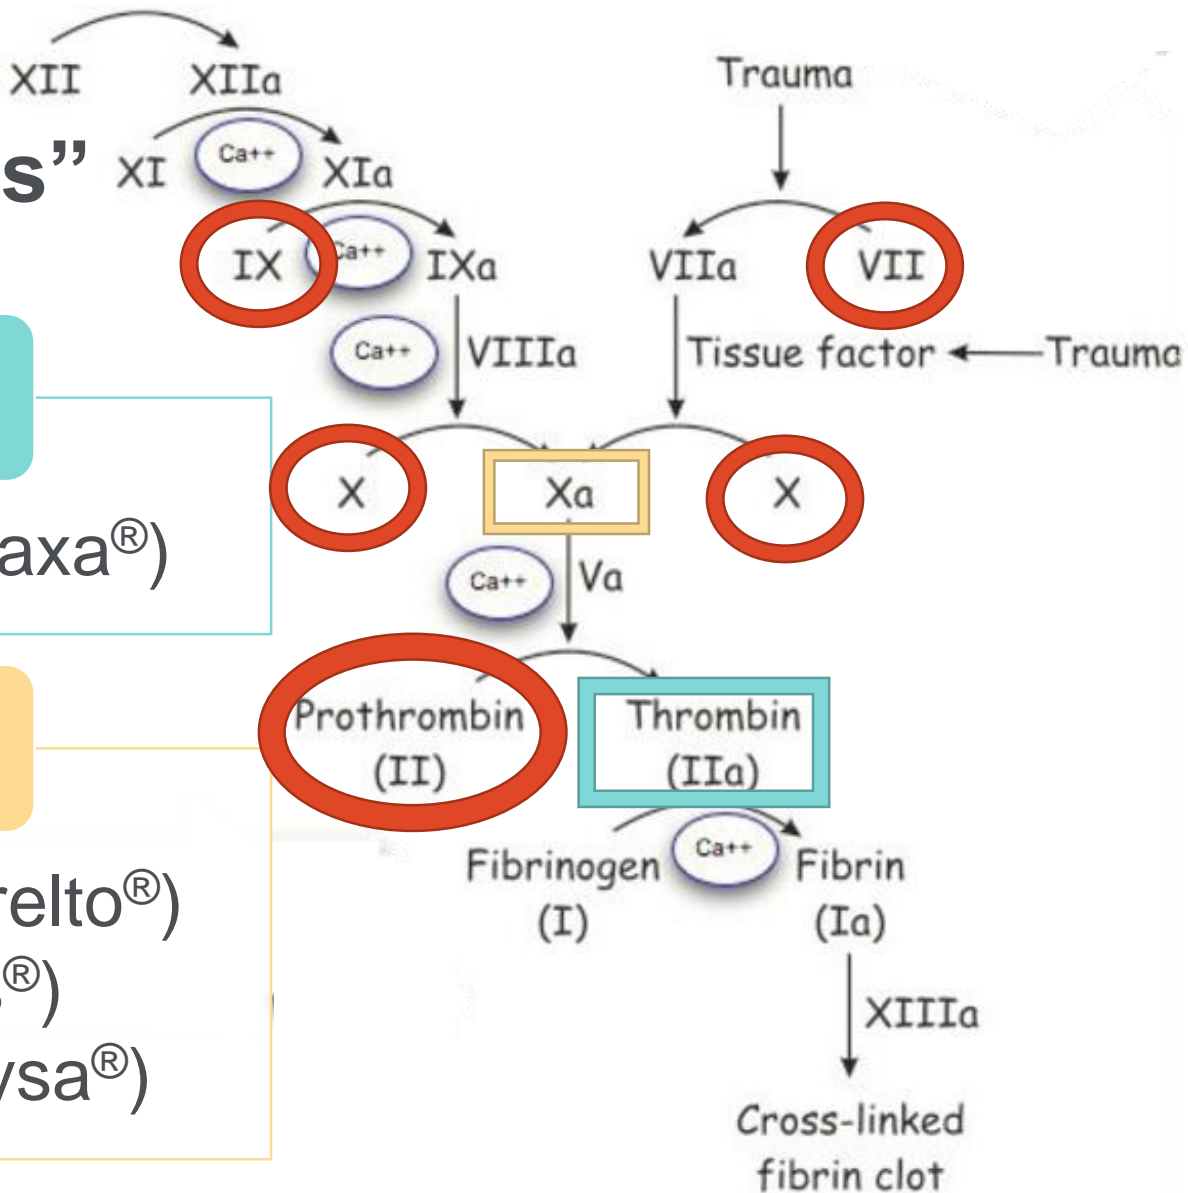 XII XIIa
Trauma
s”
XI Ca++ XIa
IX Ca++ IXa
VIIa VII
Ca++ VIIIa
Tissue factor Trauma
X Xa X
axa®)
Ca++ Va
Prothrombin
(II)
Thrombin
(IIa)
Fibrinogen
(I)
Ca++
Fibrin
(Ia)
relto®)
®)
ysa®)
XIIIa
Cross-linked
fibrin clot